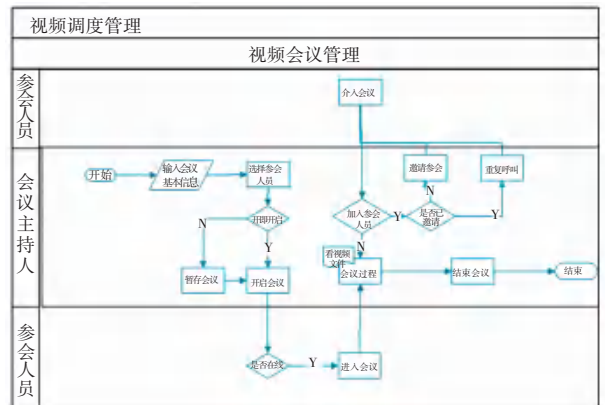 视频调度管理
视频会议管理
参会人员
介入会议
会议主持人
开始
输入会议
基本信息
选择参会
人员
邀请参会
重复呼叫
N
Y
开即开启
N
Y
加入参会
人员
Y
是否已
邀请
N
看视频
文件
暂存会议
开启会议
会议过程
结束会议
结束
参会人员
是否在线
Y
进入会议